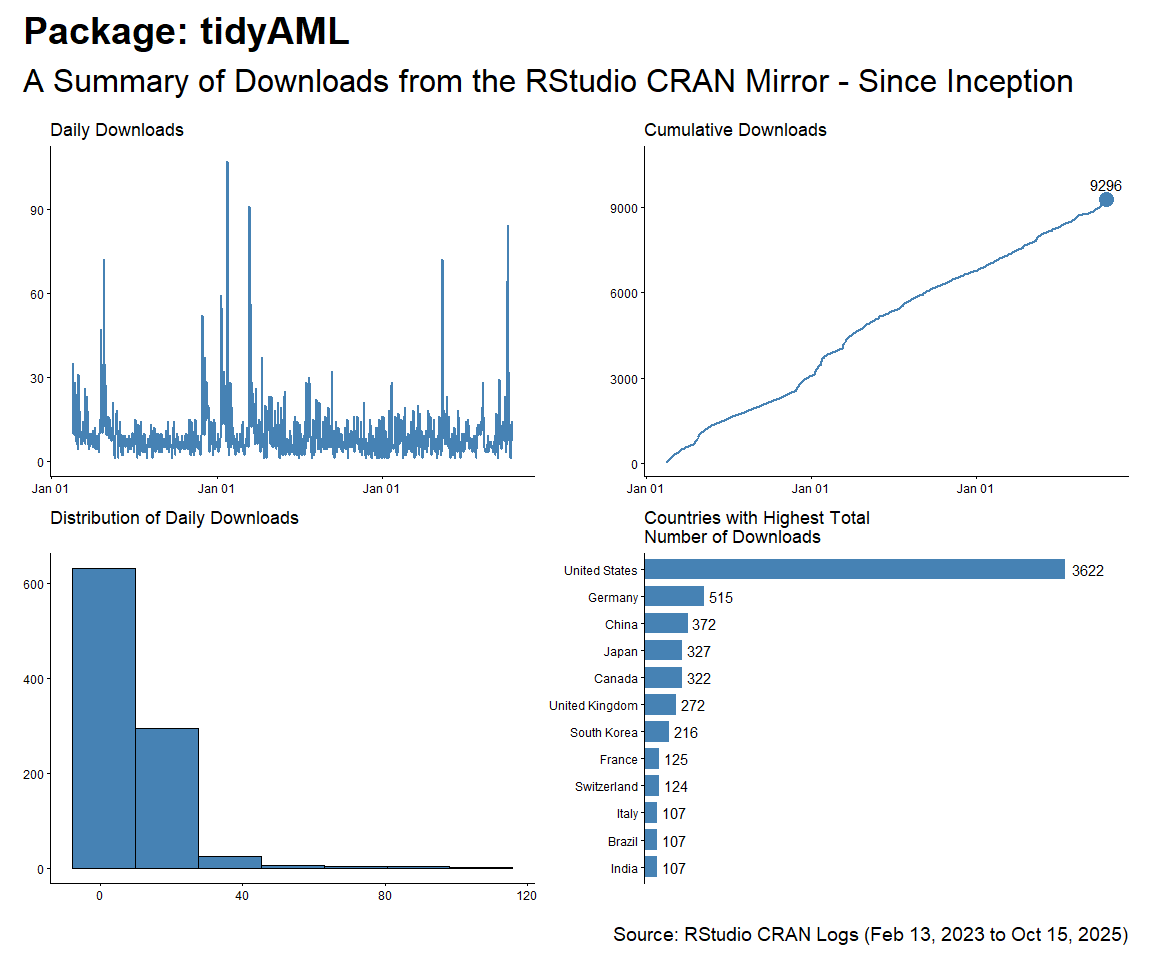 Package: tidyAML
A Summary of Downloads from the RStudio CRAN Mirror - Since Inception
Daily Downloads
90
60
30
0
Jan 01
Jan 01
Jan 01
Cumulative Downloads
9296
9000
6000
3000
0
Jan 01
Jan 01
Jan 01
Distribution of Daily Downloads
600
400
200
0
0
40
80
120
Countries with Highest Total
Number of Downloads
United States 3622
Germany 515
China 372
Japan 327
Canada 322
United Kingdom 272
South Korea 216
France 125
Switzerland 124
Italy 107
Brazil 107
India 107
Source: RStudio CRAN Logs (Feb 13, 2023 to Oct 15, 2025)